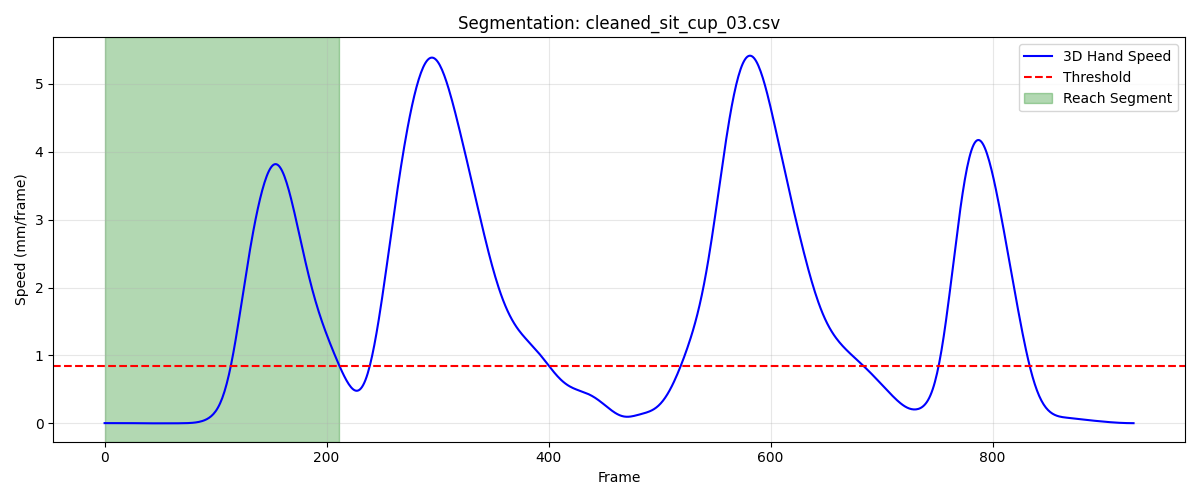 Segmentation: cleaned_sit_cup_03.csv
3D Hand Speed
Threshold
Reach Segment
Speed (mm/frame)
5
4
3
2
1
0
0 200 400 600 800
Frame